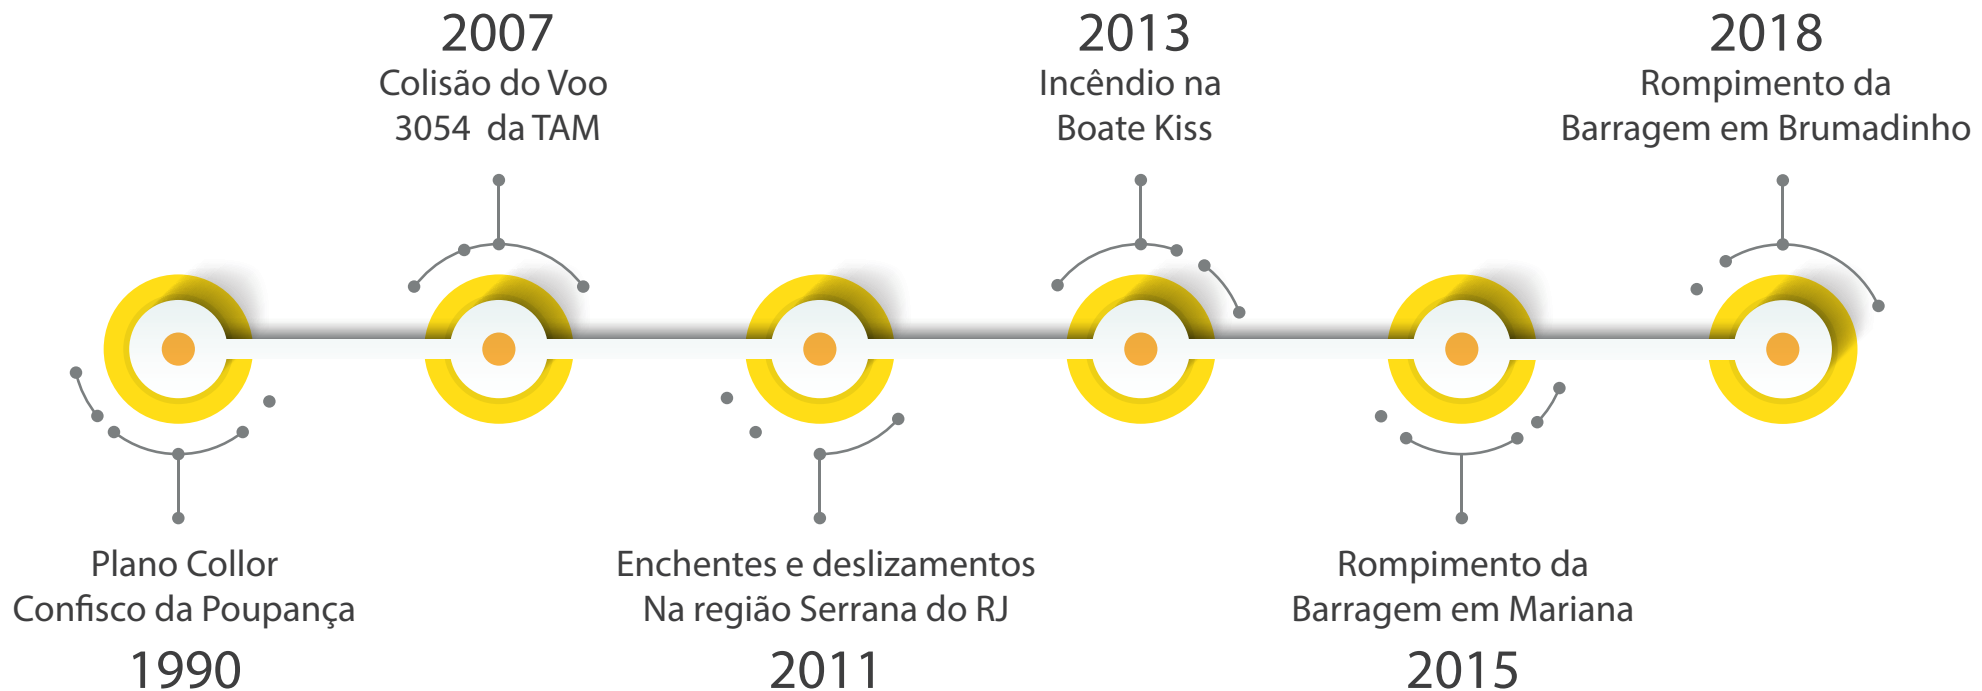 2007
Colisão do Voo
3054 da TAM
2013
Incêndio na
Boate Kiss
2018
Rompimento da
Barragem em Brumadinho
Plano Collor
Confisco da Poupança
1990
Enchentes e deslizamentos
Na região Serrana do RJ
2011
Rompimento da
Barragem em Mariana
2015